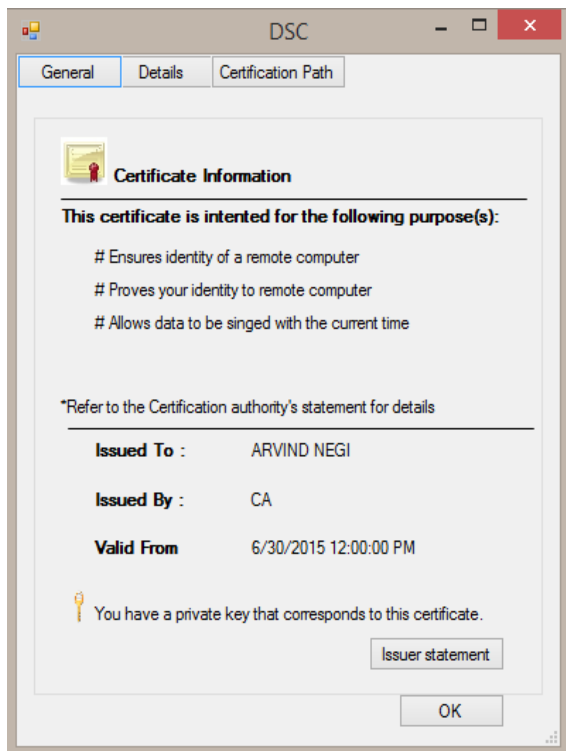 DSC
General Details Certification Path
Certificate Information
This certificate is intented for the following purpose(s):
# Ensures identity of a remote computer
# Proves your identity to remote computer
# Allows data to be singed with the current time
*Refer to the Certification authority's statement for details
Issued To : ARVIND NEGI
Issued By : CA
Valid From 6/30/2015 12:00:00 PM
You have a private key that corresponds to this certificate.
Issuer statement
OK